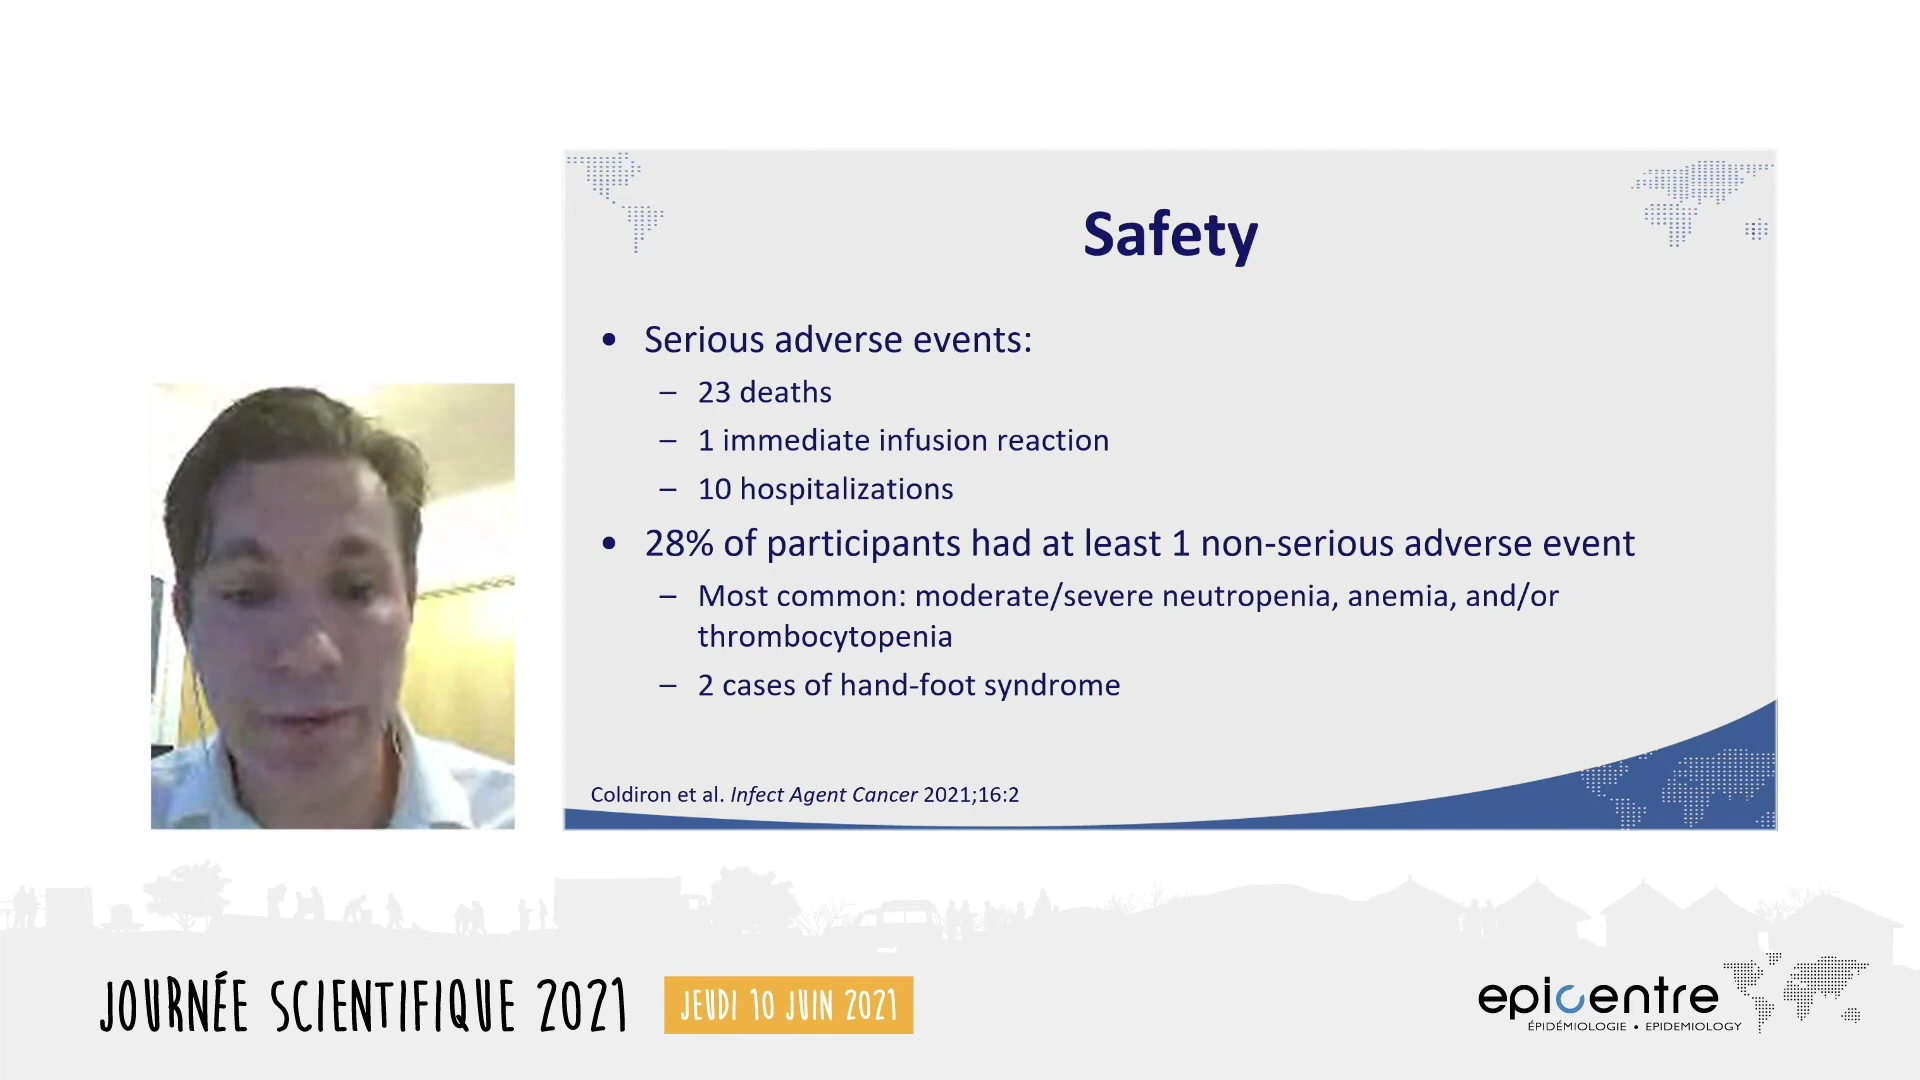 Safety
• Serious adverse events:
– 23 deaths
– 1 immediate infusion reaction
– 10 hospitalizations
• 28% of participants had at least 1 non-serious adverse event
– Most common: moderate/severe neutropenia, anemia, and/or
thrombocytopenia
– 2 cases of hand-foot syndrome
Coldiron et al. Infect Agent Cancer 2021;16:2
JOURNÉE SCIENTIFIQUE 2021
JEUDI 10 JUIN 2021
epicentre
ÉPIDÉMIOLOGIE • EPIDEMIOLOGY